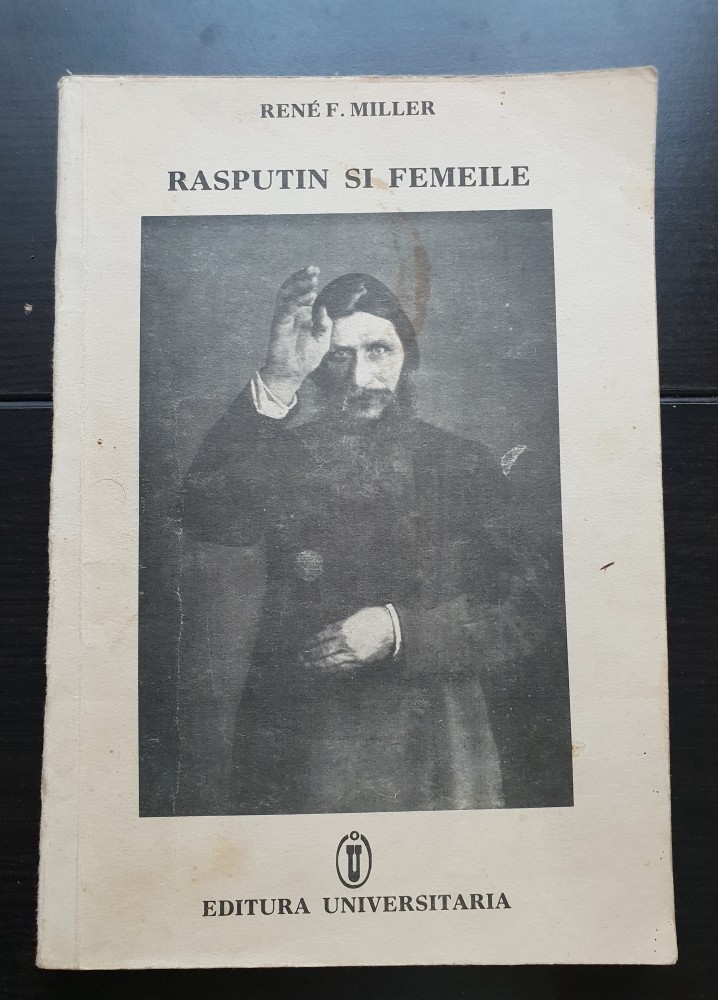 RENÉ F. MILLER
RASPUTIN SI FEMEILE
U
EDITURA UNIVERSITARIA